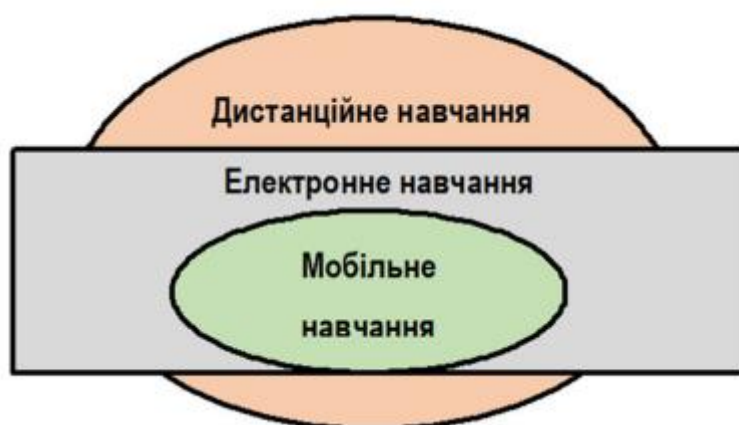 Дистанційне навчання
Електронне навчання
Мобільне
навчання